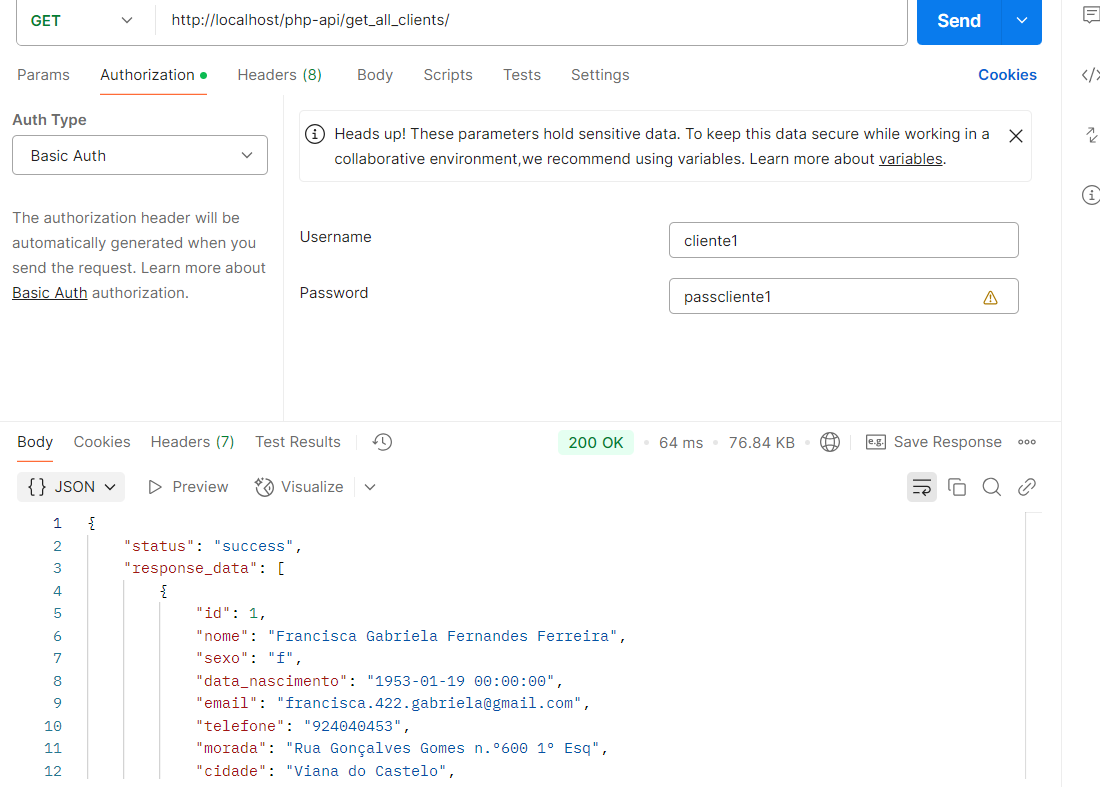 GET http://localhost/php-api/get_all_clients/ Send
Params Authorization Headers (8) Body Scripts Tests Settings Cookies
Auth Type
Basic Auth
The authorization header will be
automatically generated when you
send the request. Learn more about
Basic Auth authorization.
Heads up! These parameters hold sensitive data. To keep this data secure while working in a
collaborative environment,we recommend using variables. Learn more about variables.
Username cliente1
Password passcliente1
Body Cookies Headers (7) Test Results 200 OK 64 ms 76.84 KB e.g. Save Response
{} JSON Preview Visualize
1 {
2 "status": "success",
3 "response_data": [
4 {
5 "id": 1,
6 "nome": "Francisca Gabriela Fernandes Ferreira",
7 "sexo": "f",
8 "data_nascimento": "1953-01-19 00:00:00",
9 "email": "francisca.422.gabriela@gmail.com",
10 "telefone": "924040453",
11 "morada": "Rua Gonçalves Gomes n.º600 1º Esq",
12 "cidade": "Viana do Castelo",